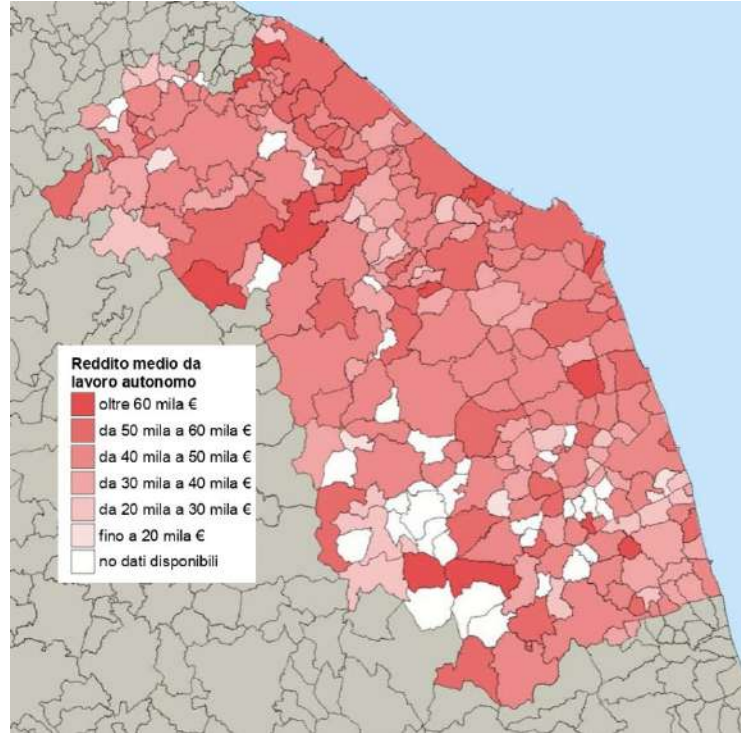 Reddito medio da
lavoro autonomo
oltre 60 mila €
da 50 mila a 60 mila €
da 40 mila a 50 mila €
da 30 mila a 40 mila €
da 20 mila a 30 mila €
fino a 20 mila €
no dati disponibili